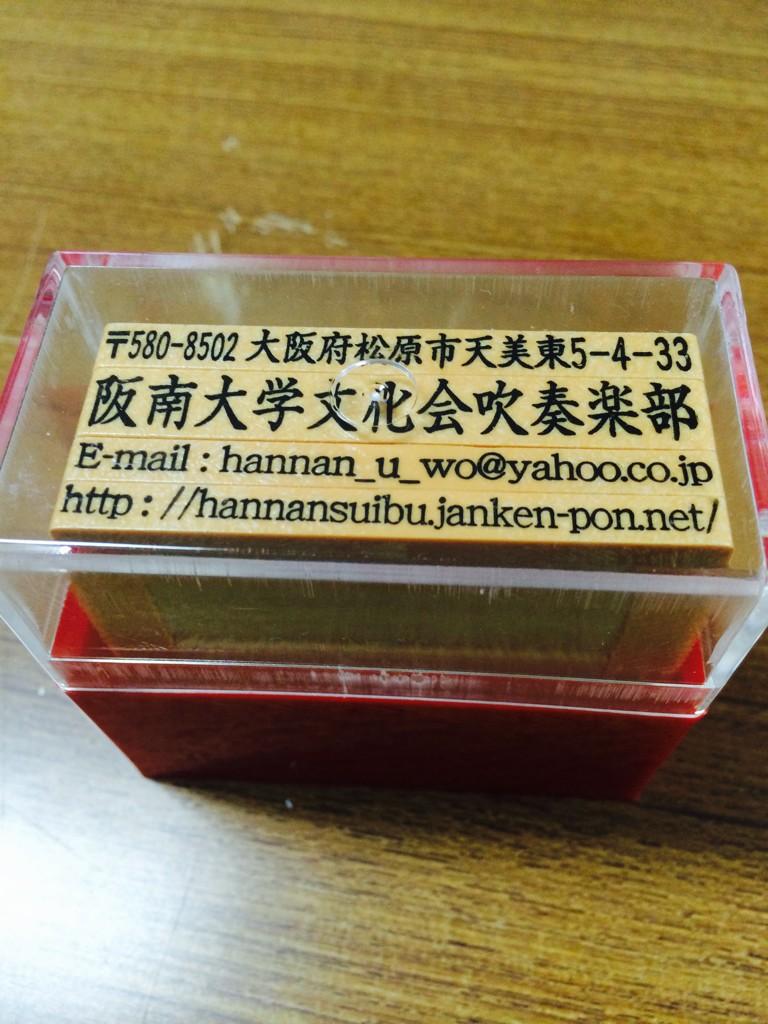 〒580-8502 大阪府松原市天美東5-4-33
阪南大学文化会吹奏楽部
E-mail : hannan_u_wo@yahoo.co.jp
http : //hannansuibu.janken-pon.net/